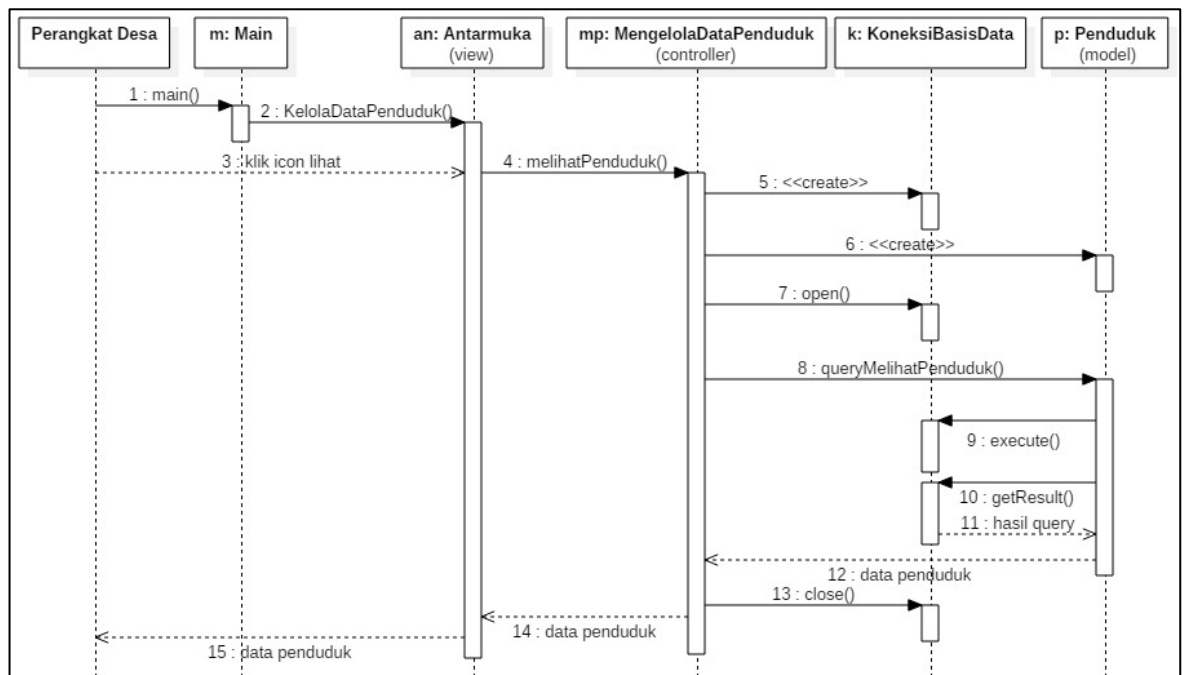 Perangkat Desa
m: Main
an: Antarmuka
(view)
mp: MengelolaDataPenduduk
(controller)
k: KoneksiBasisData
p: Penduduk
(model)
1 : main()
2 : KelolaDataPenduduk()
3 : klik icon lihat
4 : melihatPenduduk()
5 : <<create>>
6 : <<create>>
7 : open()
8 : queryMelihatPenduduk()
9 : execute()
10 : getResult()
11 : hasil query
12 : data penduduk
13 : close()
14 : data penduduk
15 : data penduduk